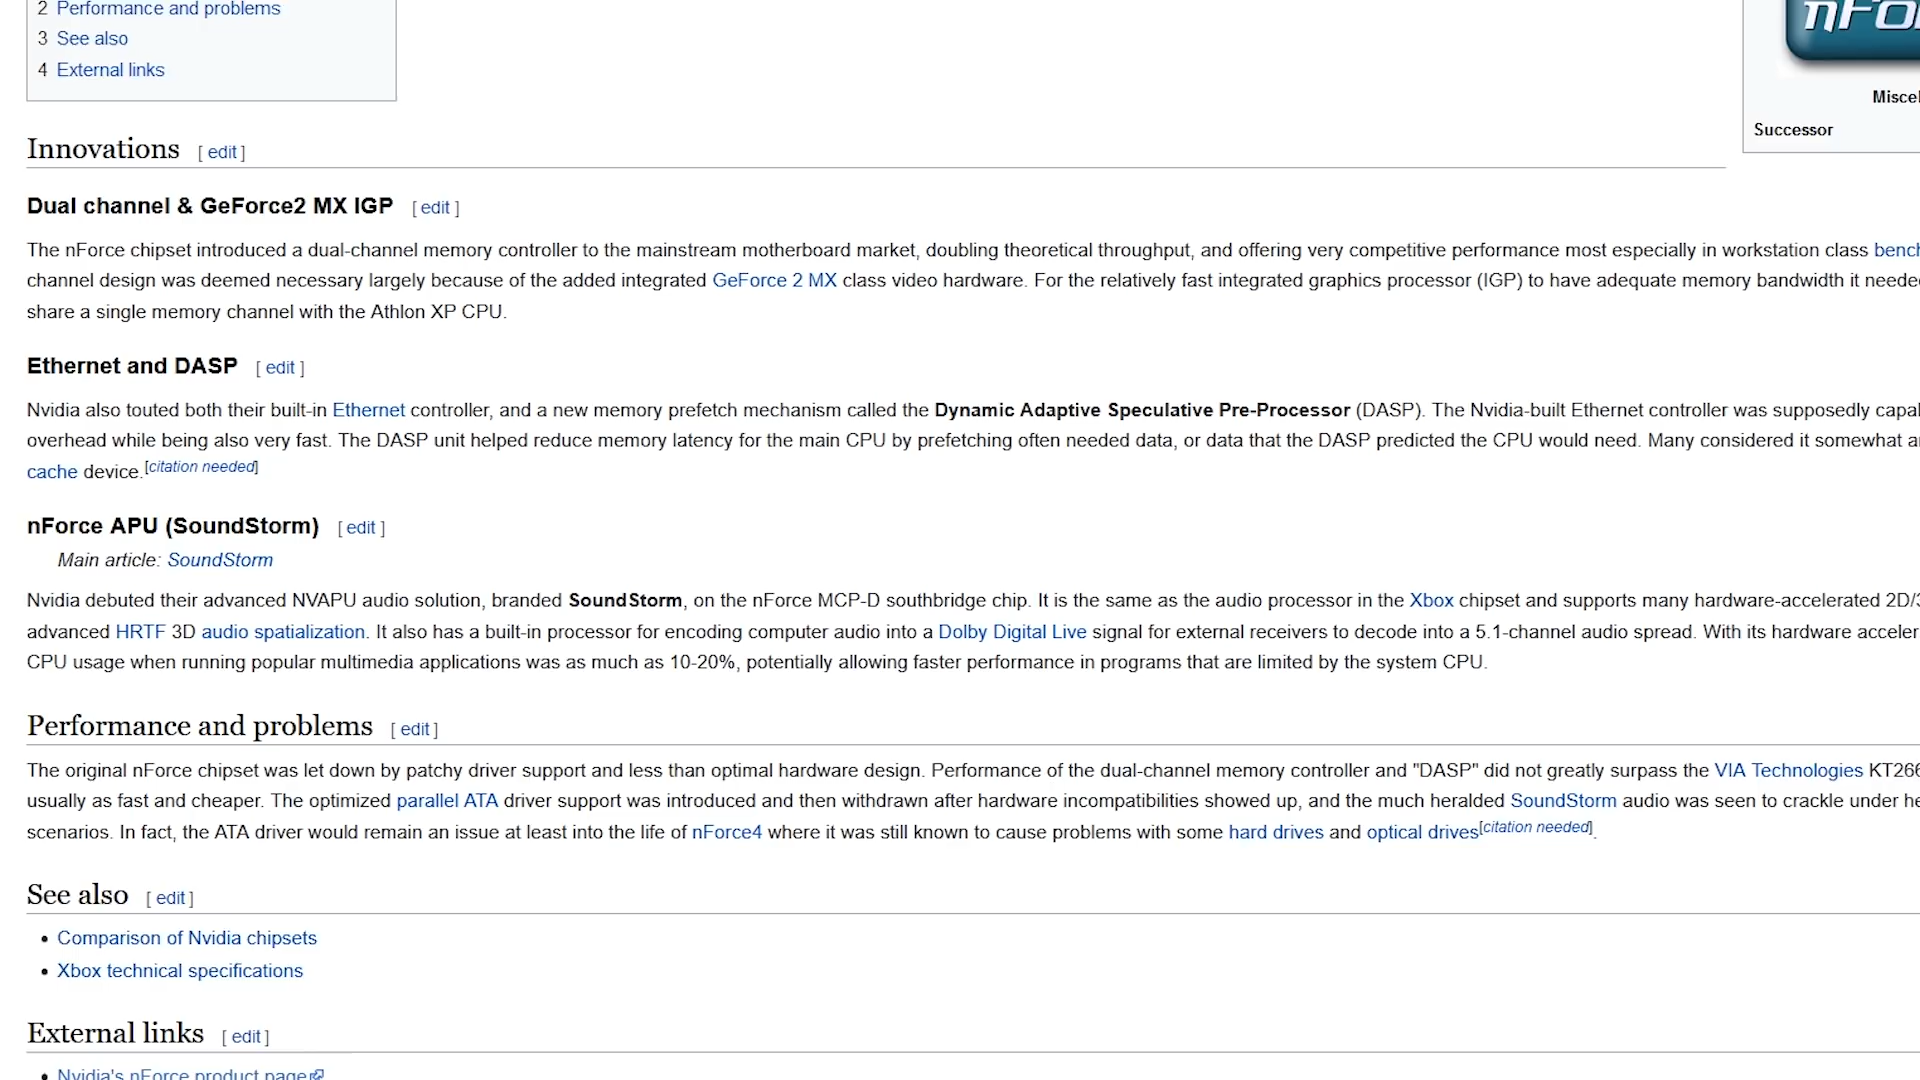 2 Performance and problems
3 See also
4 External links
nFo
Miscel
Successor
Innovations [ edit ]
Dual channel & GeForce2 MX IGP [ edit ]
The nForce chipset introduced a dual-channel memory controller to the mainstream motherboard market, doubling theoretical throughput, and offering very competitive performance most especially in workstation class bench
channel design was deemed necessary largely because of the added integrated GeForce 2 MX class video hardware. For the relatively fast integrated graphics processor (IGP) to have adequate memory bandwidth it neede
share a single memory channel with the Athlon XP CPU.
Ethernet and DASP [ edit ]
Nvidia also touted both their built-in Ethernet controller, and a new memory prefetch mechanism called the Dynamic Adaptive Speculative Pre-Processor (DASP). The Nvidia-built Ethernet controller was supposedly capal
overhead while being also very fast. The DASP unit helped reduce memory latency for the main CPU by prefetching often needed data, or data that the DASP predicted the CPU would need. Many considered it somewhat a
cache device.[citation needed]
nForce APU (SoundStorm) [ edit ]
Main article: SoundStorm
Nvidia debuted their advanced NVAPU audio solution, branded SoundStorm, on the nForce MCP-D southbridge chip. It is the same as the audio processor in the Xbox chipset and supports many hardware-accelerated 2D/3
advanced HRTF 3D audio spatialization. It also has a built-in processor for encoding computer audio into a Dolby Digital Live signal for external receivers to decode into a 5.1-channel audio spread. With its hardware acceler
CPU usage when running popular multimedia applications was as much as 10-20%, potentially allowing faster performance in programs that are limited by the system CPU.
Performance and problems [ edit ]
The original nForce chipset was let down by patchy driver support and less than optimal hardware design. Performance of the dual-channel memory controller and "DASP" did not greatly surpass the VIA Technologies KT266
usually as fast and cheaper. The optimized parallel ATA driver support was introduced and then withdrawn after hardware incompatibilities showed up, and the much heralded SoundStorm audio was seen to crackle under he
scenarios. In fact, the ATA driver would remain an issue at least into the life of nForce4 where it was still known to cause problems with some hard drives and optical drives[citation needed].
See also [ edit ]
• Comparison of Nvidia chipsets
• Xbox technical specifications
External links [ edit ]
• Nvidia's nForce product page